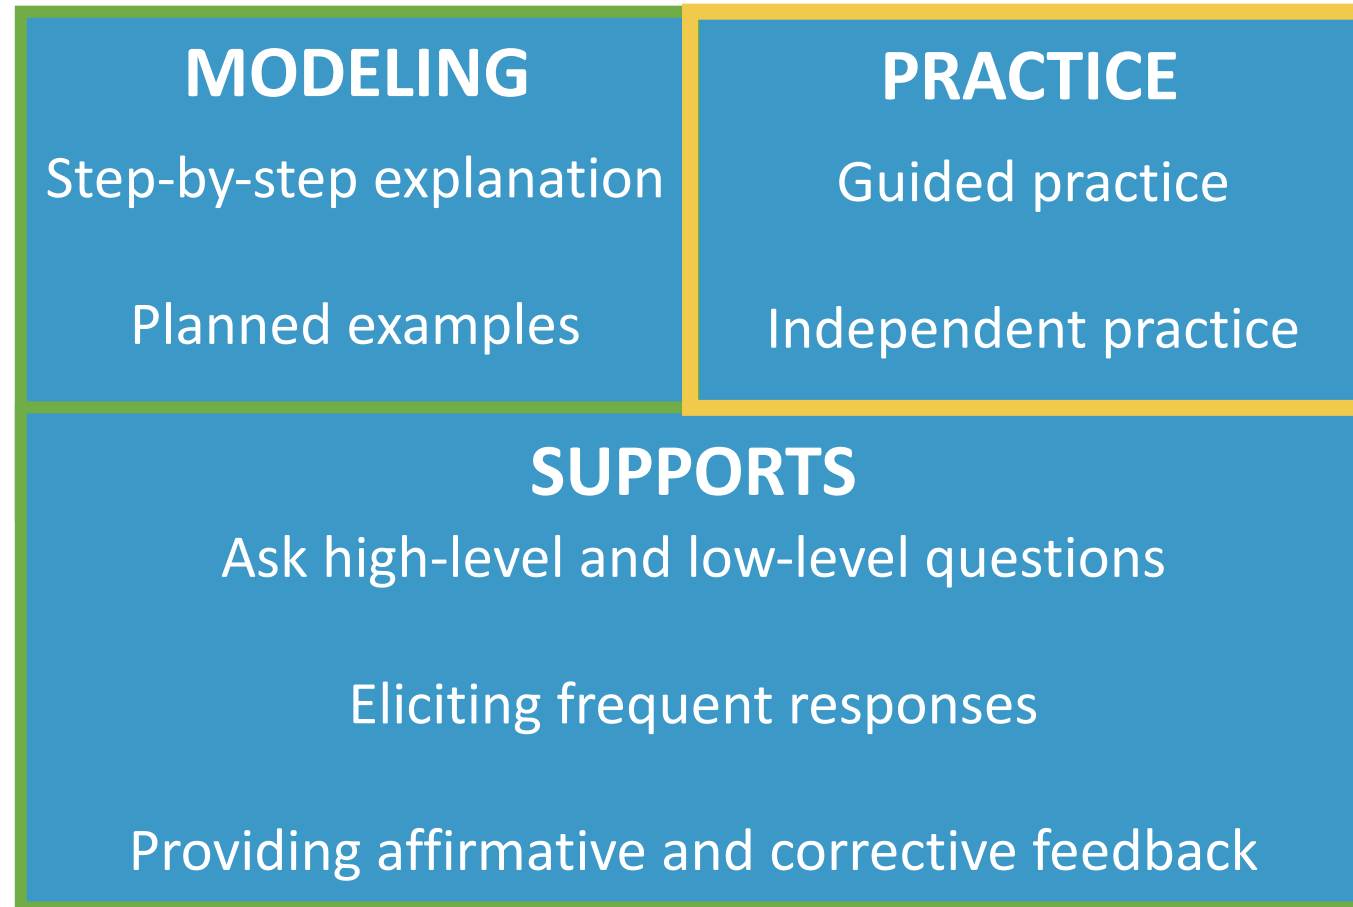 MODELING
Step-by-step explanation
Planned examples
PRACTICE
Guided practice
Independent practice
SUPPORTS
Ask high-level and low-level questions
Eliciting frequent responses
Providing affirmative and corrective feedback